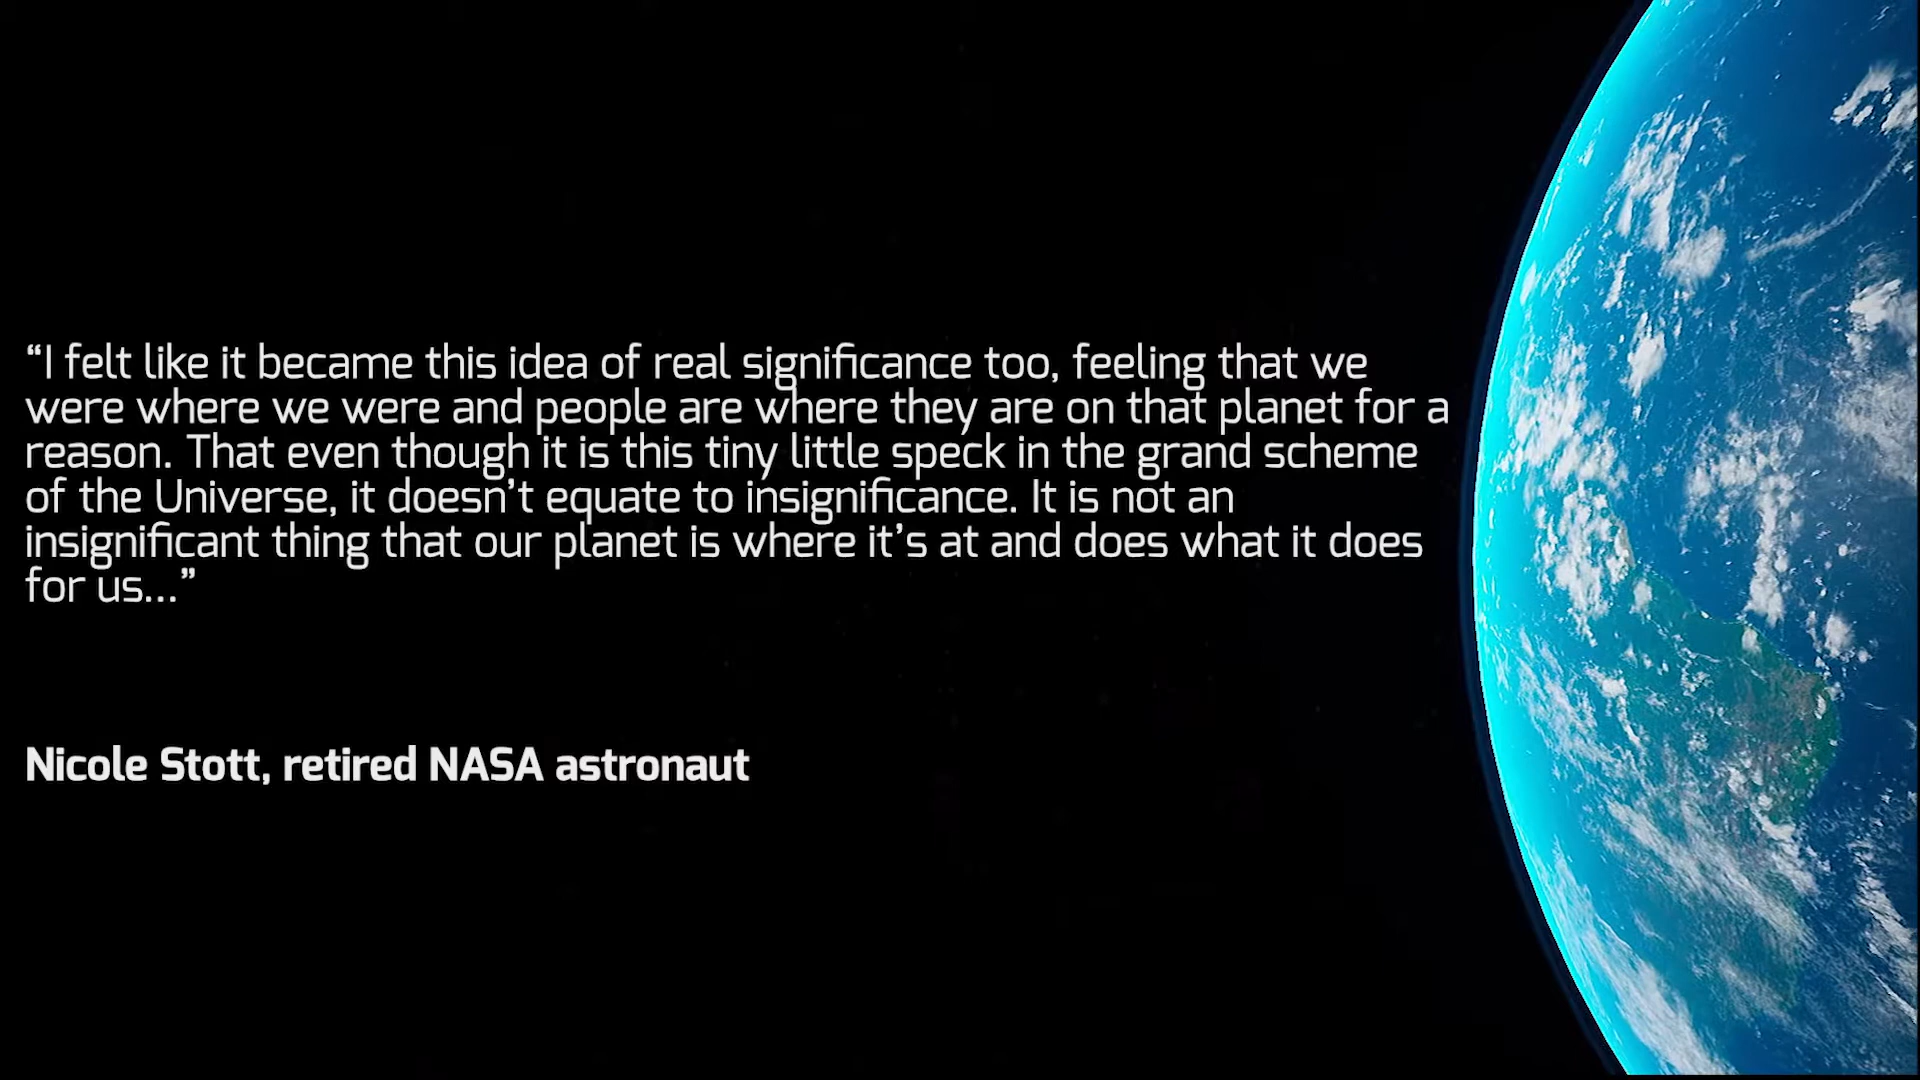 “I felt like it became this idea of real significance too, feeling that we
were where we were and people are where they are on that planet for a
reason. That even though it is this tiny little speck in the grand scheme
of the Universe, it doesn’t equate to insignificance. It is not an
insignificant thing that our planet is where it’s at and does what it does
for us...”
Nicole Stott, retired NASA astronaut